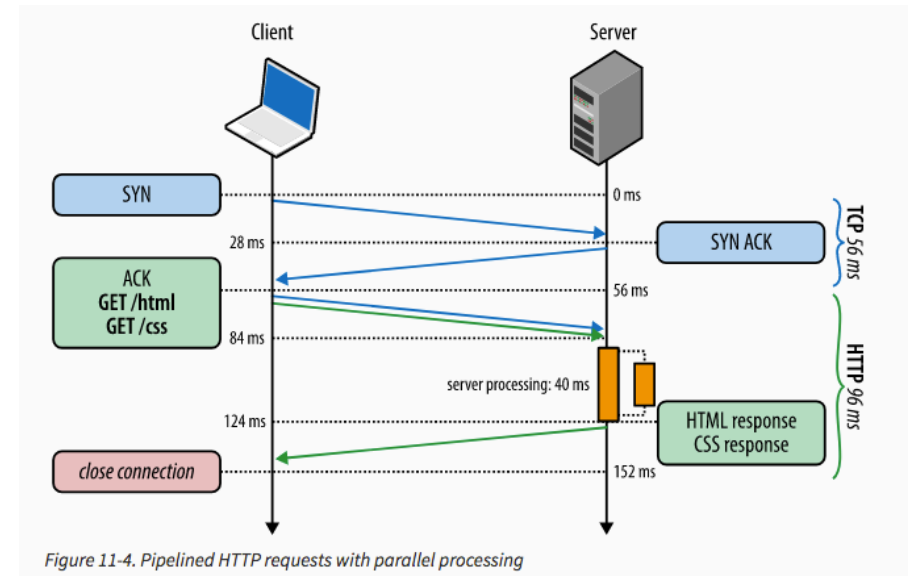 Client
Server
SYN
0 ms
28 ms
SYN ACK
TCP 56 ms
ACK
GET /html
GET /css
56 ms
84 ms
server processing: 40 ms
HTTP 96 ms
124 ms
HTML response
CSS response
close connection
152 ms
Figure 11-4. Pipelined HTTP requests with parallel processing